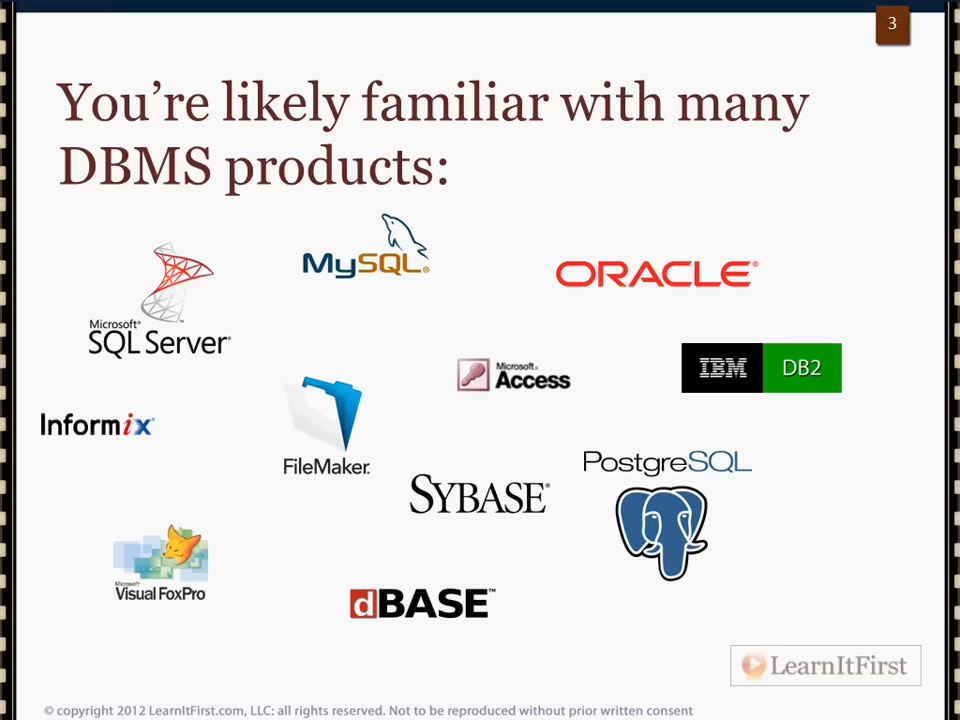 3
You’re likely familiar with many
DBMS products:
MySQL®
ORACLE®
Microsoft®
SQL Server®
IBM DB2
Microsoft®
Access
Informix®
FileMaker.
PostgreSQL
SYBASE®
Microsoft®
Visual FoxPro
dBASE™
LearnItFirst
© copyright 2012 LearnItFirst.com, LLC: all rights reserved. Not to be reproduced without prior written consent